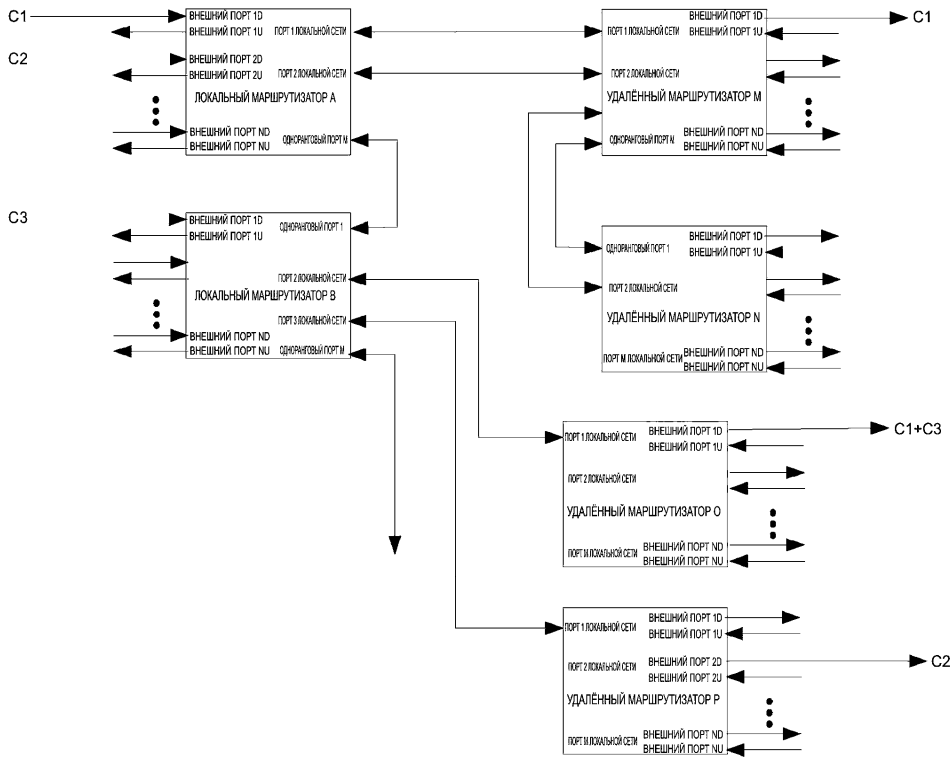 C1
C2
C3
ВНЕШНИЙ ПОРТ 1D
ВНЕШНИЙ ПОРТ 1U
ВНЕШНИЙ ПОРТ 2D
ВНЕШНИЙ ПОРТ 2U
ЛОКАЛЬНЫЙ МАРШРУТИЗАТОР A
ВНЕШНИЙ ПОРТ ND
ВНЕШНИЙ ПОРТ NU
ПОРТ 1 ЛОКАЛЬНОЙ СЕТИ
ПОРТ 2 ЛОКАЛЬНОЙ СЕТИ
ОДНОРАНГОВЫЙ ПОРТ M
ВНЕШНИЙ ПОРТ 1D
ВНЕШНИЙ ПОРТ 1U
ОДНОРАНГОВЫЙ ПОРТ 1
ПОРТ 2 ЛОКАЛЬНОЙ СЕТИ
ЛОКАЛЬНЫЙ МАРШРУТИЗАТОР B
ПОРТ 3 ЛОКАЛЬНОЙ СЕТИ
ВНЕШНИЙ ПОРТ ND
ВНЕШНИЙ ПОРТ NU
ОДНОРАНГОВЫЙ ПОРТ M
ВНЕШНИЙ ПОРТ 1D
ВНЕШНИЙ ПОРТ 1U
ПОРТ 1 ЛОКАЛЬНОЙ СЕТИ
ПОРТ 2 ЛОКАЛЬНОЙ СЕТИ
УДАЛЁННЫЙ МАРШРУТИЗАТОР M
ОДНОРАНГОВЫЙ ПОРТ M
ВНЕШНИЙ ПОРТ ND
ВНЕШНИЙ ПОРТ NU
C1
ВНЕШНИЙ ПОРТ 1D
ВНЕШНИЙ ПОРТ 1U
ОДНОРАНГОВЫЙ ПОРТ 1
ПОРТ 2 ЛОКАЛЬНОЙ СЕТИ
УДАЛЁННЫЙ МАРШРУТИЗАТОР N
ПОРТ M ЛОКАЛЬНОЙ СЕТИ
ВНЕШНИЙ ПОРТ ND
ВНЕШНИЙ ПОРТ NU
ВНЕШНИЙ ПОРТ 1D
ВНЕШНИЙ ПОРТ 1U
ПОРТ 1 ЛОКАЛЬНОЙ СЕТИ
ПОРТ 2 ЛОКАЛЬНОЙ СЕТИ
УДАЛЁННЫЙ МАРШРУТИЗАТОР O
ПОРТ M ЛОКАЛЬНОЙ СЕТИ
ВНЕШНИЙ ПОРТ ND
ВНЕШНИЙ ПОРТ NU
C1+C3
ВНЕШНИЙ ПОРТ 1D
ПОРТ 1 ЛОКАЛЬНОЙ СЕТИ
ВНЕШНИЙ ПОРТ 1U
ПОРТ 2 ЛОКАЛЬНОЙ СЕТИ
ВНЕШНИЙ ПОРТ 2D
ВНЕШНИЙ ПОРТ 2U
УДАЛЁННЫЙ МАРШРУТИЗАТОР P
ПОРТ M ЛОКАЛЬНОЙ СЕТИ
ВНЕШНИЙ ПОРТ ND
ВНЕШНИЙ ПОРТ NU
C2